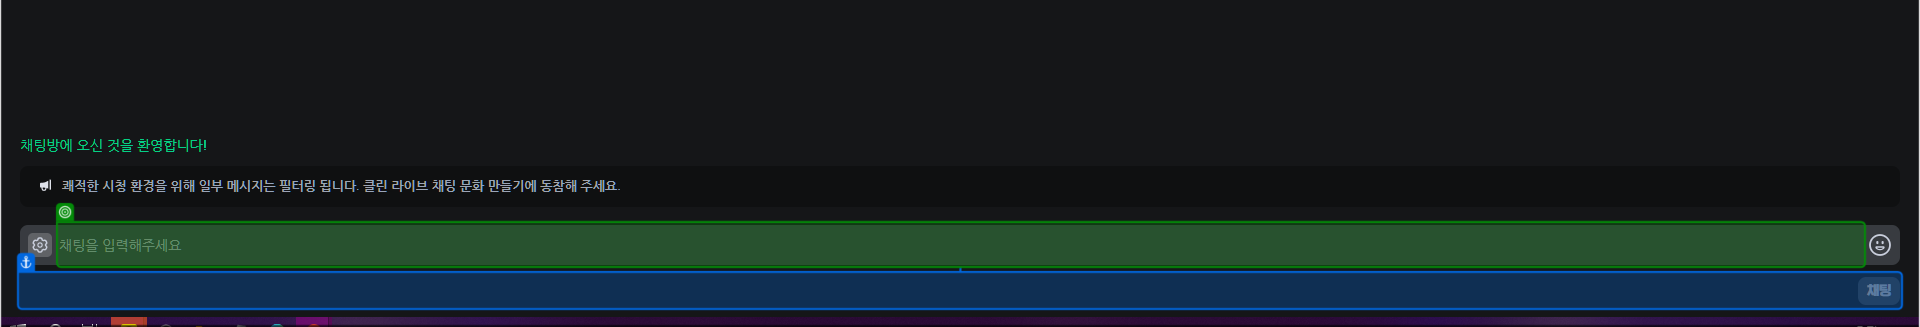 채팅방에 오신 것을 환영합니다!
쾌적한 시청 환경을 위해 일부 메시지는 필터링 됩니다. 클린 라이브 채팅 문화 만들기에 동참해 주세요.
채팅을 입력해주세요
채팅